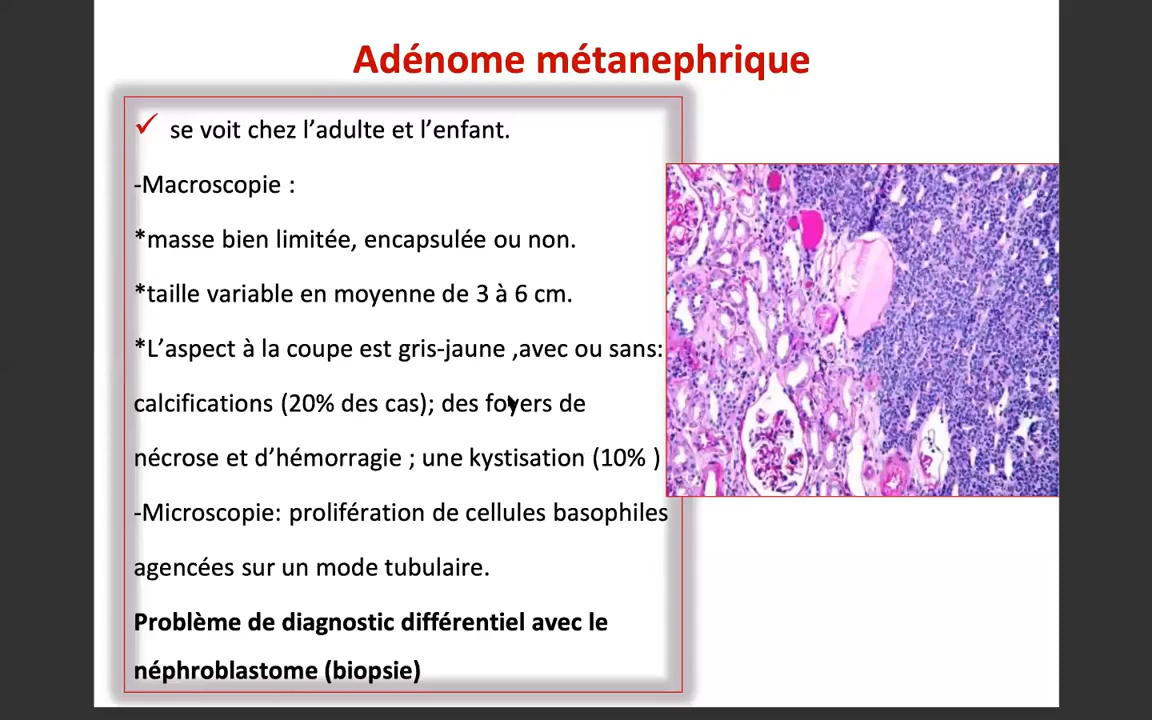 Adénome métanephrique
✓ se voit chez l’adulte et l’enfant.
-Macroscopie :
*masse bien limitée, encapsulée ou non.
*taille variable en moyenne de 3 à 6 cm.
*L’aspect à la coupe est gris-jaune ,avec ou sans:
calcifications (20% des cas); des foyers de
nécrose et d’hémorragie ; une kystisation (10% )
-Microscopie: prolifération de cellules basophiles
agencées sur un mode tubulaire.
Problème de diagnostic différentiel avec le
néphroblastome (biopsie)